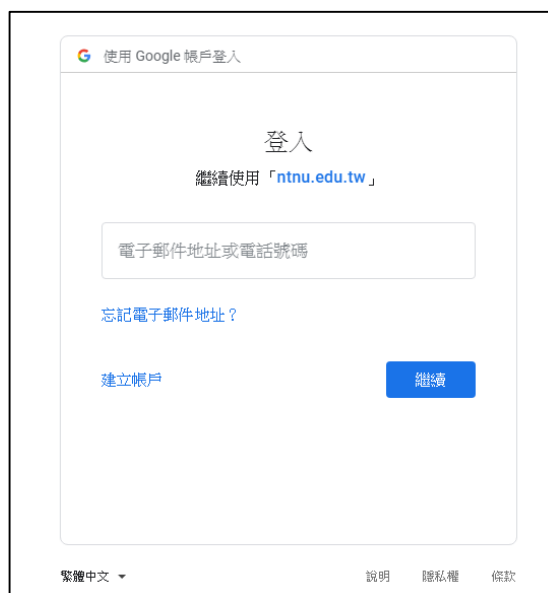 使用 Google 帳戶登入
登入
繼續使用「ntnu.edu.tw」
電子郵件地址或電話號碼
忘記電子郵件地址？
建立帳戶
繼續
繁體中文
說明 隱私權 條款